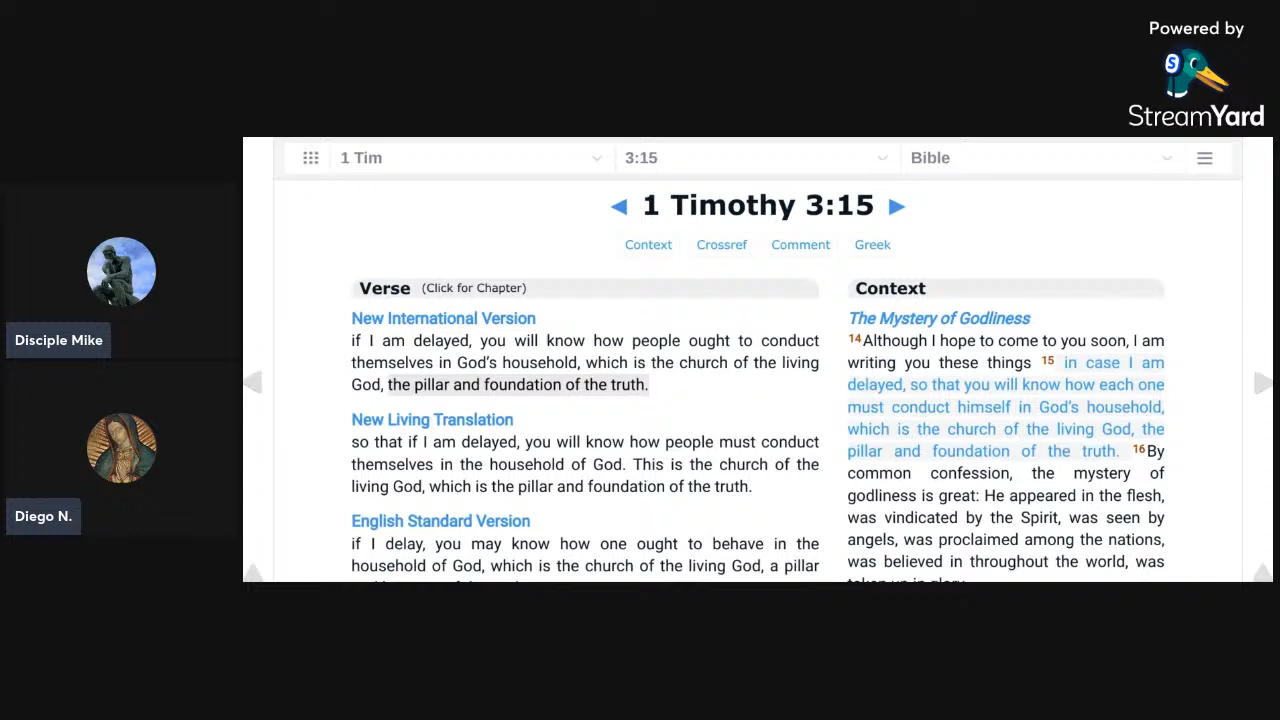 Powered by
StreamYard
1 Tim
3:15
Bible
1 Timothy 3:15
Context Crossref Comment Greek
Verse (Click for Chapter)
New International Version
if I am delayed, you will know how people ought to conduct
themselves in God's household, which is the church of the living
God, the pillar and foundation of the truth.
New Living Translation
so that if I am delayed, you will know how people must conduct
themselves in the household of God. This is the church of the
living God, which is the pillar and foundation of the truth.
English Standard Version
if I delay, you may know how one ought to behave in the
household of God, which is the church of the living God, a pillar
Context
The Mystery of Godliness
14Although I hope to come to you soon, I am
writing you these things 15 in case I am
delayed, so that you will know how each one
must conduct himself in God's household,
which is the church of the living God, the
pillar and foundation of the truth. 16By
common confession, the mystery of
godliness is great: He appeared in the flesh,
was vindicated by the Spirit, was seen by
angels, was proclaimed among the nations,
was believed in throughout the world, was
Disciple Mike
Diego N.